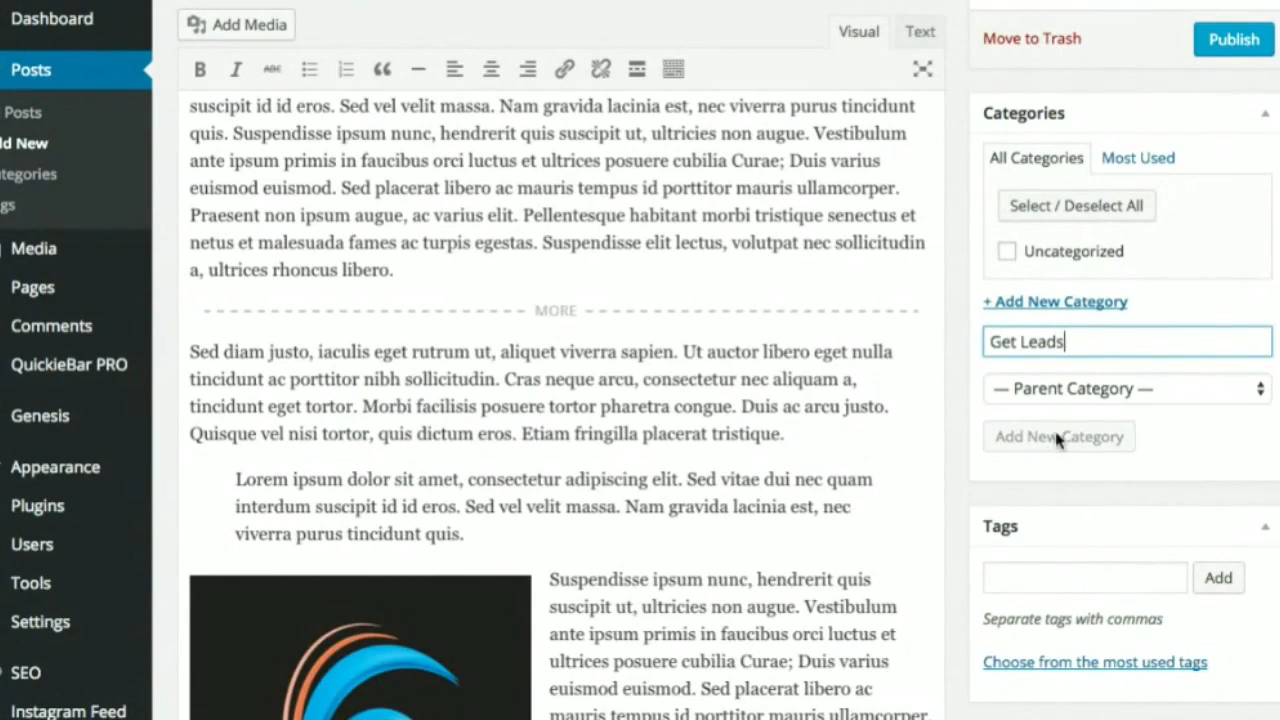 Dashboard
Posts
Posts
d New
tegories
gs
Media
Pages
Comments
QuickieBar PRO
Genesis
Appearance
Plugins
Users
Tools
Settings
SEO
Instagram Feed
Add Media
Visual
Text
B
I
ABC
suscipit id id eros. Sed vel velit massa. Nam gravida lacinia est, nec viverra purus tincidunt
quis. Suspendisse ipsum nunc, hendrerit quis suscipit ut, ultricies non augue. Vestibulum
ante ipsum primis in faucibus orci luctus et ultrices posuere cubilia Curae; Duis varius
euismod euismod. Sed placerat libero ac mauris tempus id porttitor mauris ullamcorper.
Praesent non ipsum augue, ac varius elit. Pellentesque habitant morbi tristique senectus et
netus et malesuada fames ac turpis egestas. Suspendisse elit lectus, volutpat nec sollicitudin
a, ultrices rhoncus libero.
MORE
Sed diam justo, iaculis eget rutrum ut, aliquet viverra sapien. Ut auctor libero eget nulla
tincidunt ac porttitor nibh sollicitudin. Cras neque arcu, consectetur nec aliquam a,
tincidunt eget tortor. Morbi facilisis posuere tortor pharetra congue. Duis ac arcu justo.
Quisque vel nisi tortor, quis dictum eros. Etiam fringilla placerat tristique.
Lorem ipsum dolor sit amet, consectetur adipiscing elit. Sed vitae dui nec quam
interdum suscipit id id eros. Sed vel velit massa. Nam gravida lacinia est, nec
viverra purus tincidunt quis.
Suspendisse ipsum nunc, hendrerit quis
suscipit ut, ultricies non augue. Vestibulum
ante ipsum primis in faucibus orci luctus et
ultrices posuere cubilia Curae; Duis varius
euismod euismod. Sed placerat libero ac
mauris tempus id porttitor mauris ullamcorper.
Move to Trash
Publish
Categories
All Categories
Most Used
Select / Deselect All
Uncategorized
+ Add New Category
Get Leads
— Parent Category —
Add New Category
Tags
Add
Separate tags with commas
Choose from the most used tags